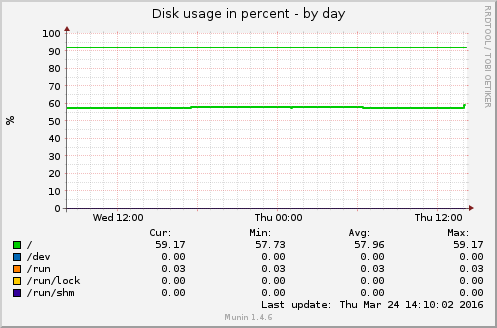 Disk usage in percent - by day
RRDTOOL / TOBI OETIKER
%
100
90
80
70
60
50
40
30
20
10
0
Wed 12:00 Thu 00:00 Thu 12:00
Cur: Min: Avg: Max:
/ 59.17 57.73 57.96 59.17
/dev 0.00 0.00 0.00 0.00
/run 0.03 0.03 0.03 0.03
/run/lock 0.00 0.00 0.00 0.00
/run/shm 0.00 0.00 0.00 0.00
Last update: Thu Mar 24 14:10:02 2016
Munin 1.4.6